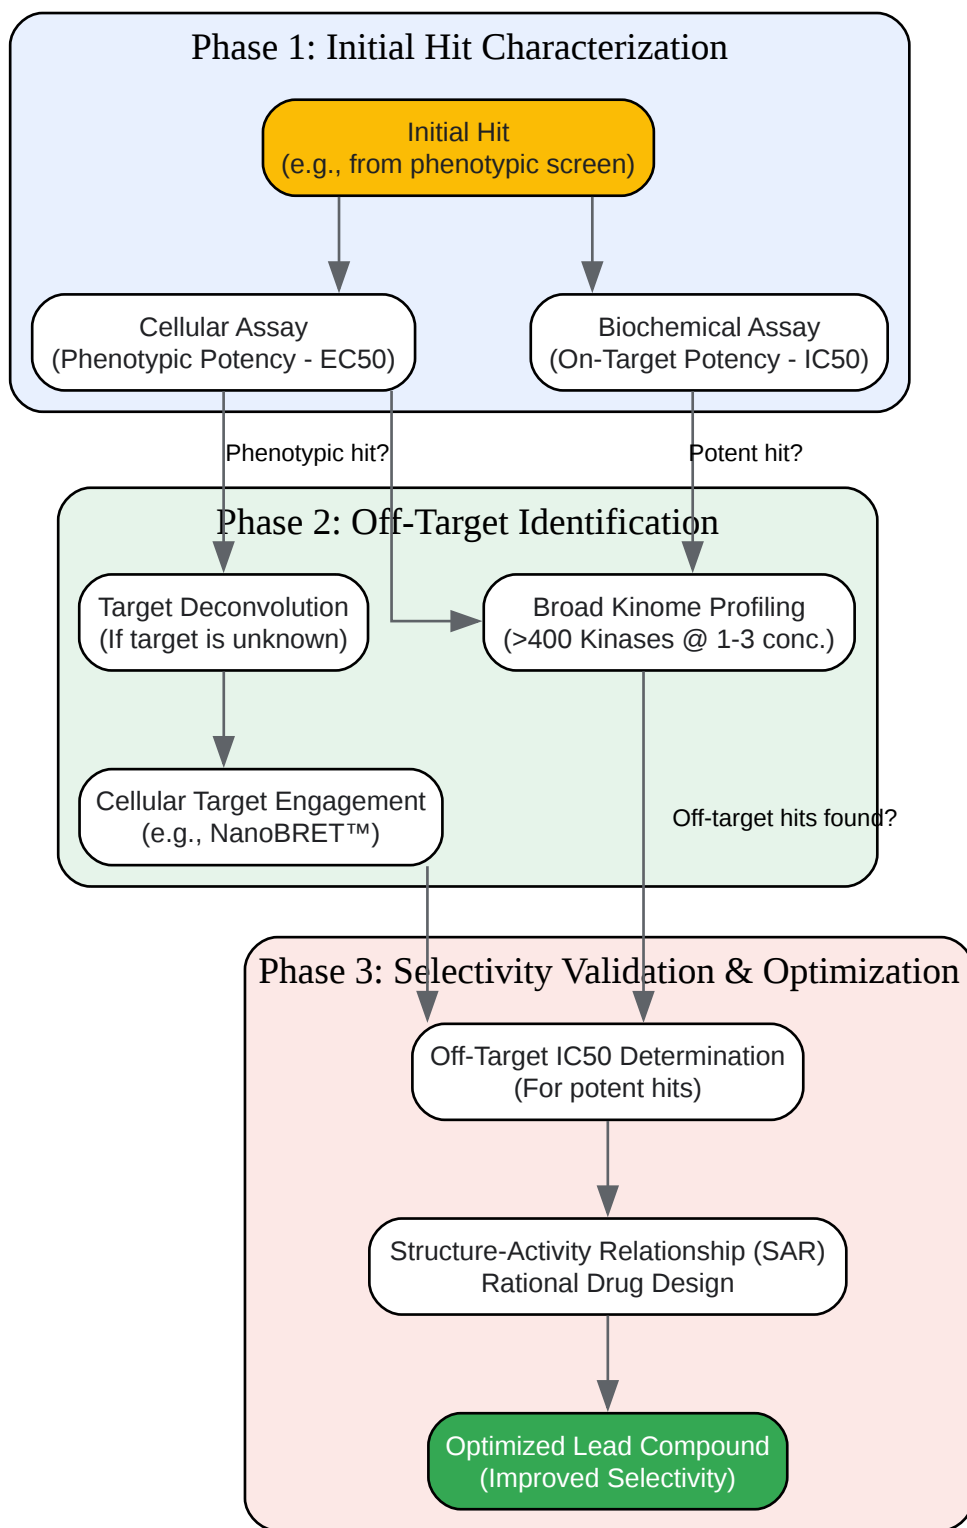 Phase 1: Initial Hit Characterization
Initial Hit
(e.g., from phenotypic screen)
Cellular Assay
(Phenotypic Potency - EC50)
Biochemical Assay
(On-Target Potency - IC50)
Phenotypic hit?
Potent hit?
Phase 2: Off-Target Identification
Target Deconvolution
(If target is unknown)
Broad Kinome Profiling
(>400 Kinases @ 1-3 conc.)
Cellular Target Engagement
(e.g., NanoBRET™)
Off-target hits found?
Phase 3: Selectivity Validation & Optimization
Off-Target IC50 Determination
(For potent hits)
Structure-Activity Relationship (SAR)
Rational Drug Design
Optimized Lead Compound
(Improved Selectivity)